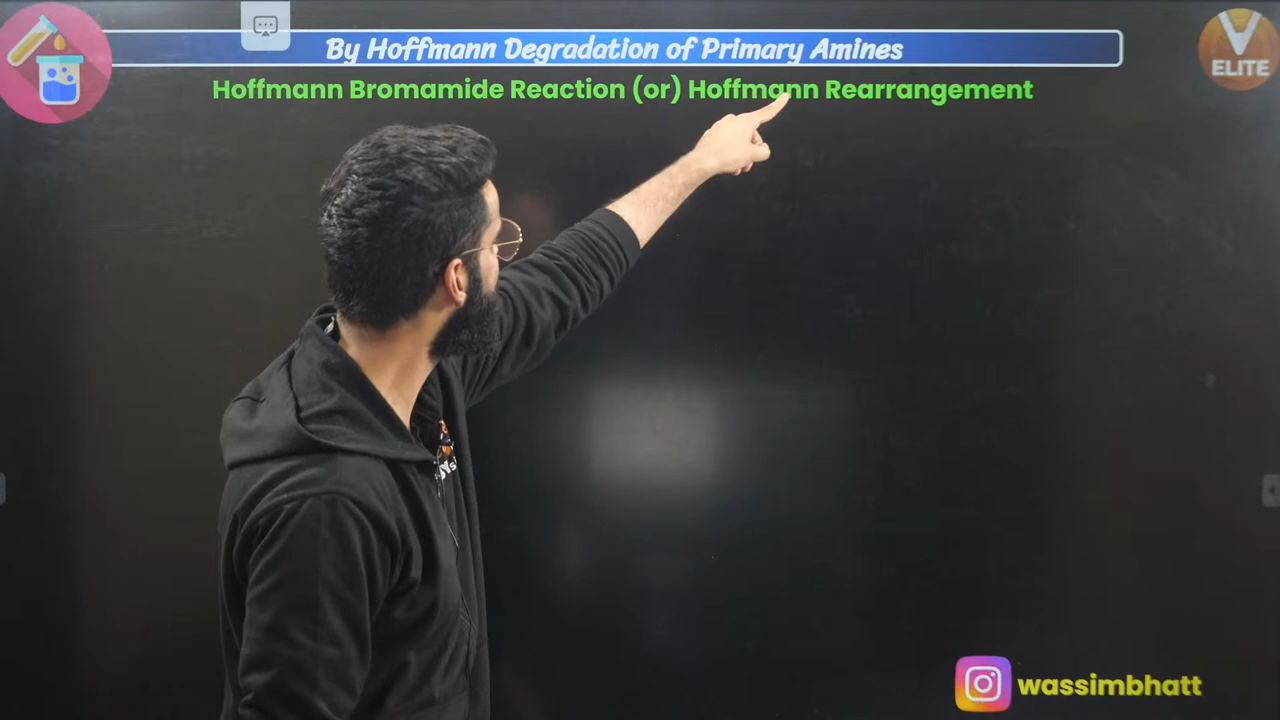 By Hoffmann Degradation of Primary Amines
Hoffmann Bromamide Reaction (or) Hoffmann Rearrangement
ELITE
wassimbhatt